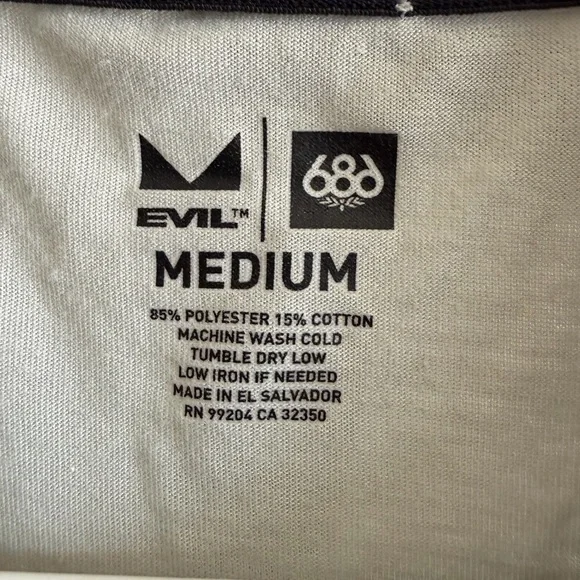 EVIL™
686
MEDIUM
85% POLYESTER 15% COTTON
MACHINE WASH COLD
TUMBLE DRY LOW
LOW IRON IF NEEDED
MADE IN EL SALVADOR
RN 99204 CA 32350